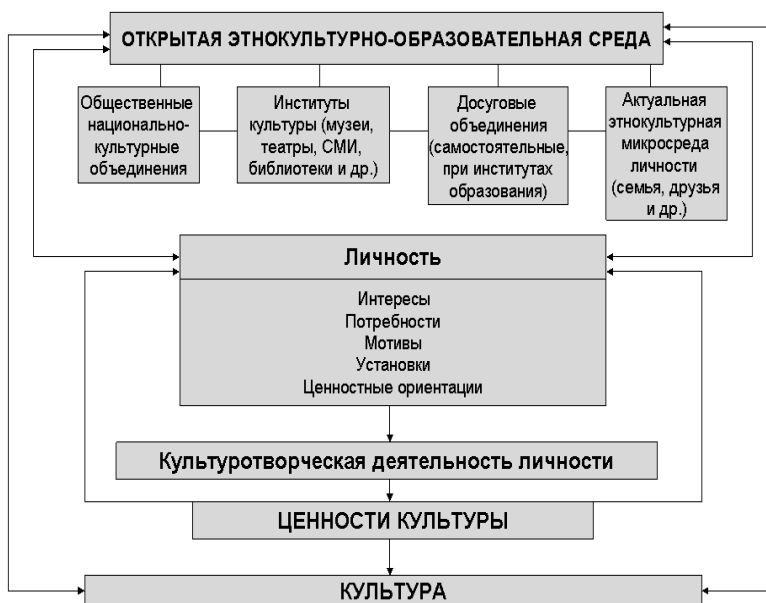 ОТКРЫТАЯ ЭТНОКУЛЬТУРНО-ОБРАЗОВАТЕЛЬНАЯ СРЕДА
Общественные
национально-
культурные
объединения
Институты
культуры (музеи,
театры, СМИ,
библиотеки и др.)
Досуговые
объединения
(самостоятельные,
при институтах
образования)
Актуальная
этнокультурная
микросреда
личности
(семья, друзья
и др.)
Личность
Интересы
Потребности
Мотивы
Установки
Ценностные ориентации
Культуротворческая деятельность личности
ЦЕННОСТИ КУЛЬТУРЫ
КУЛЬТУРА